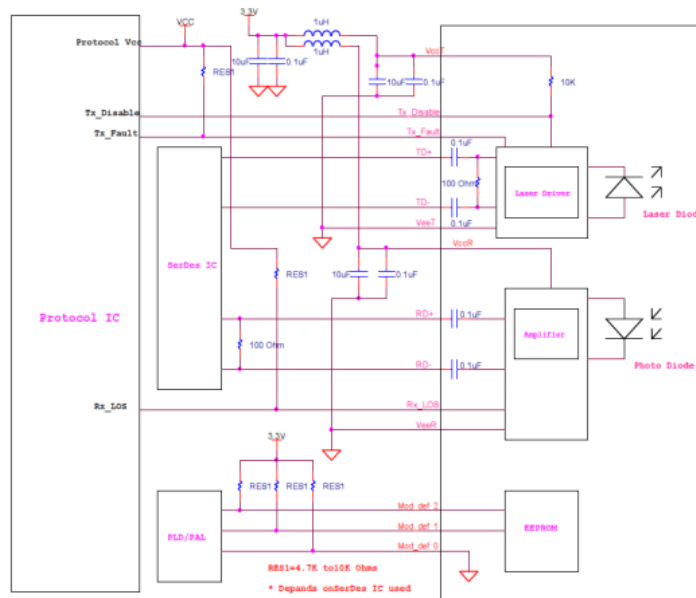 3.3V
VCC
1uH
1uH
Protocol Vcc
VccT
RES1
10uF
0.1uF
10uF
0.1uF
10K
Tx_Disable
Tx_Disable
Tx_Fault
Tx_Fault
0.1uF
TD+
100 Ohm
Laser Driver
TD-
Laser Diod
VeeT
0.1uF
VccR
SerDes IC
RES1
10uF
0.1uF
Protocol IC
RD+
0.1uF
Amplifier
100 Ohm
RD-
0.1uF
Photo Diode
Rx_LOS
Rx_LOS
VeeR
3.3V
RES1
RES1
RES1
Mod_def 2
PLD/PAL
Mod_def 1
EEPROM
Mod_def 0
RES1=4.7K to10K Ohms
* Depands onSerDes IC used